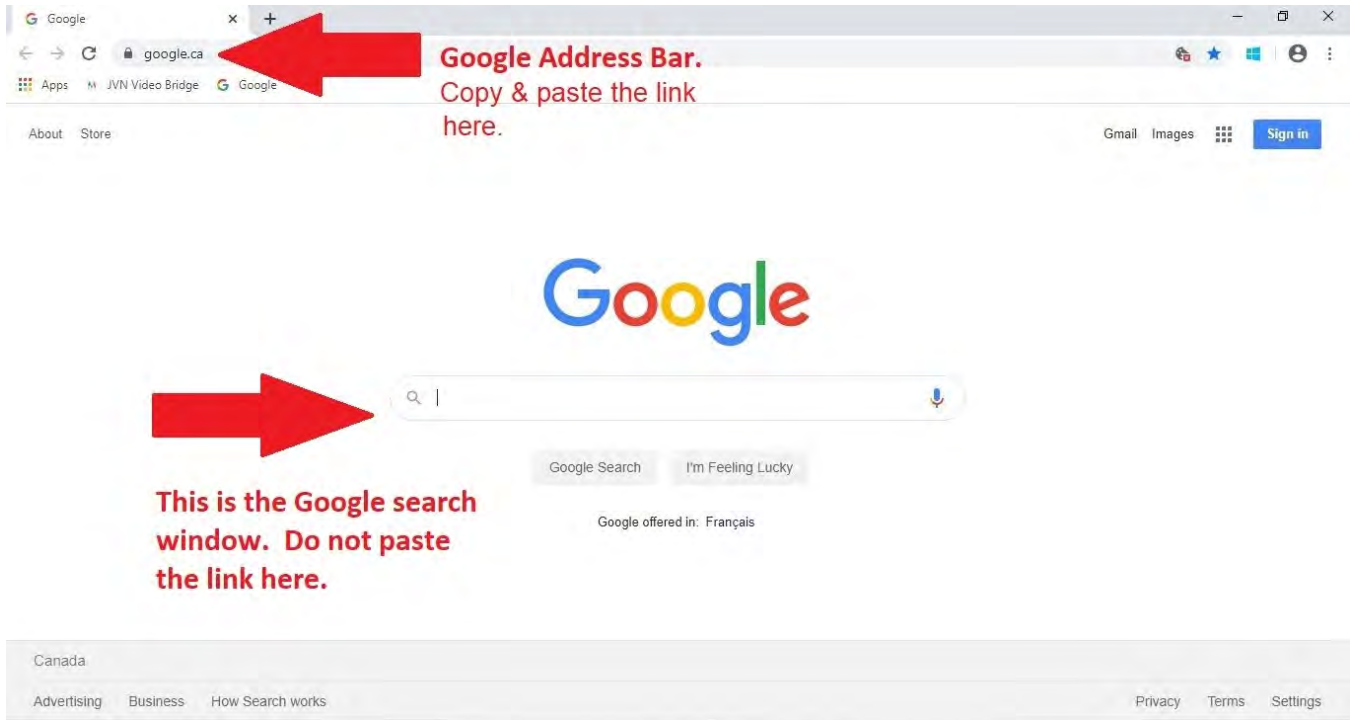 Google
google.ca
Apps JVN Video Bridge Google
Google Address Bar.
Copy & paste the link
here.
About Store
Gmail Images Sign in
Google
Google Search I'm Feeling Lucky
This is the Google search
window. Do not paste
the link here.
Google offered in: Français
Canada
Advertising Business How Search works
Privacy Terms Settings